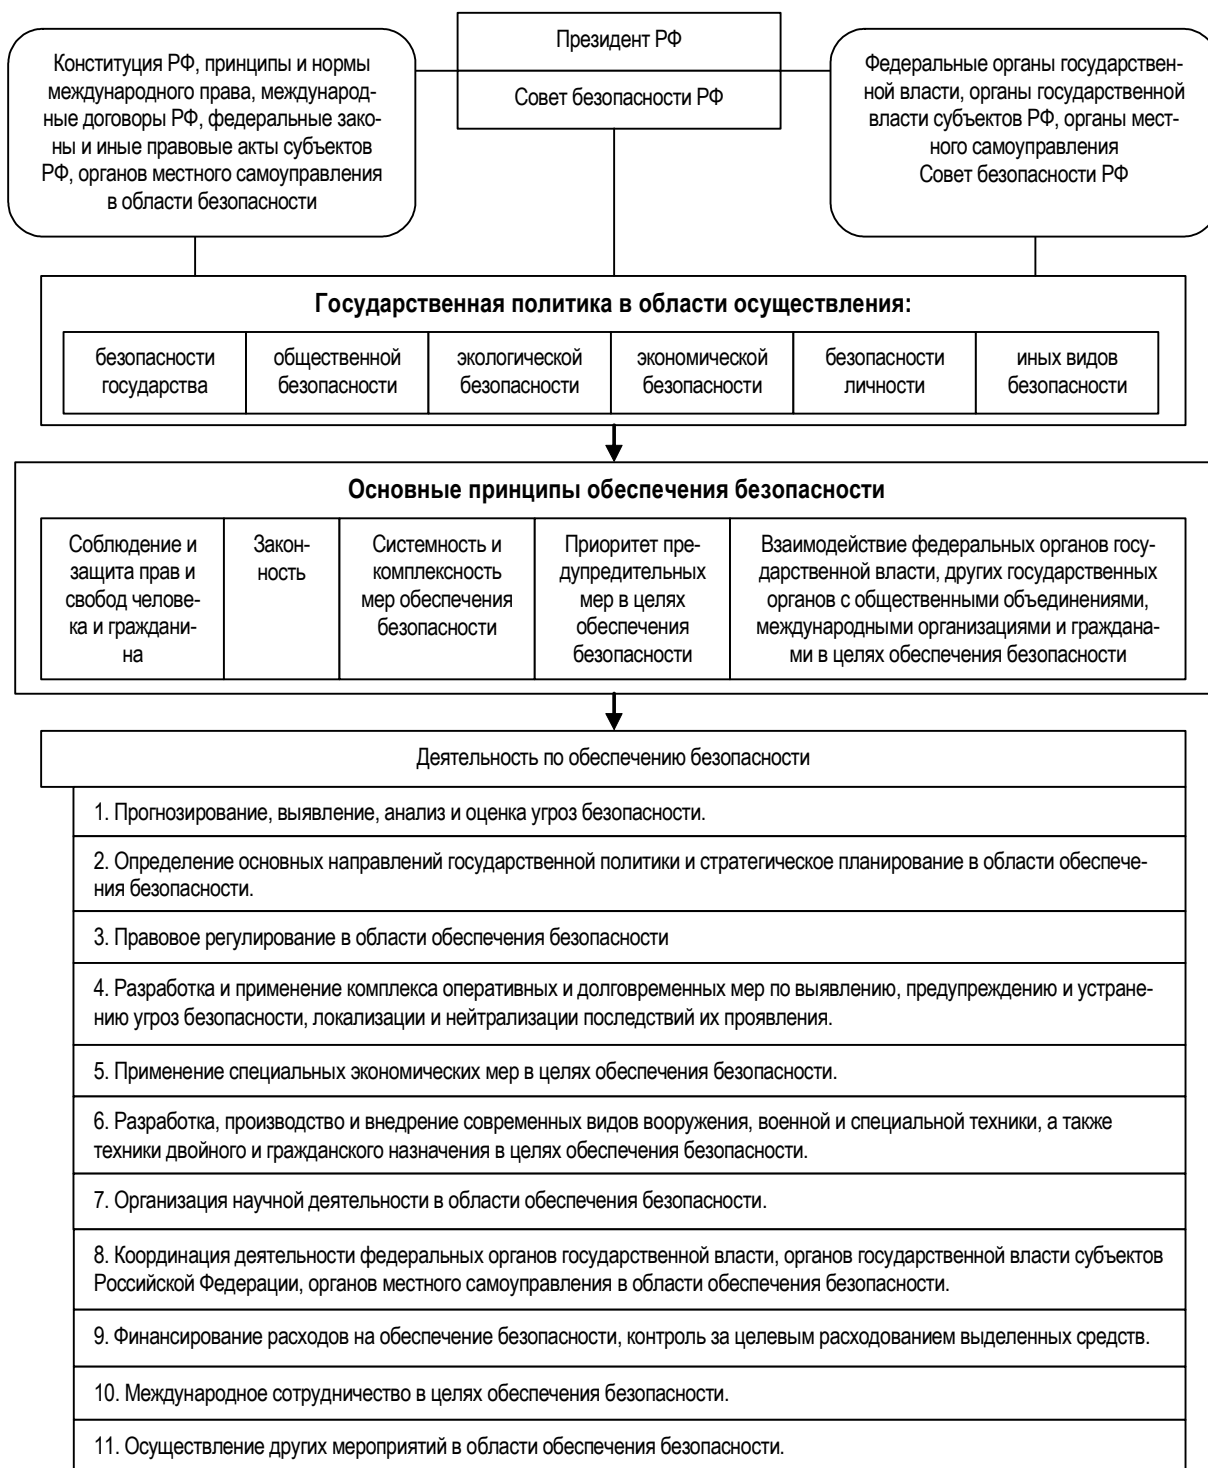 Президент РФ
Совет безопасности РФ
Конституция РФ, принципы и нормы
международного права, международ-
ные договоры РФ, федеральные зако-
ны и иные правовые акты субъектов
РФ, органов местного самоуправления
в области безопасности
Федеральные органы государствен-
ной власти, органы государственной
власти субъектов РФ, органы мест-
ного самоуправления
Совет безопасности РФ
Государственная политика в области осуществления:
безопасности
государства
общественной
безопасности
экологической
безопасности
экономической
безопасности
безопасности
личности
иных видов
безопасности
Основные принципы обеспечения безопасности
Соблюдение и
защита прав и
свобод челове-
ка и граждани-
на
Закон-
ность
Системность и
комплексность
мер обеспечения
безопасности
Приоритет пре-
дупредительных
мер в целях
обеспечения
безопасности
Взаимодействие федеральных органов госу-
дарственной власти, других государственных
органов с общественными объединениями,
международными организациями и граждана-
ми в целях обеспечения безопасности
Деятельность по обеспечению безопасности
1. Прогнозирование, выявление, анализ и оценка угроз безопасности.
2. Определение основных направлений государственной политики и стратегическое планирование в области обеспече-
ния безопасности.
3. Правовое регулирование в области обеспечения безопасности
4. Разработка и применение комплекса оперативных и долговременных мер по выявлению, предупреждению и устране-
нию угроз безопасности, локализации и нейтрализации последствий их проявления.
5. Применение специальных экономических мер в целях обеспечения безопасности.
6. Разработка, производство и внедрение современных видов вооружения, военной и специальной техники, а также
техники двойного и гражданского назначения в целях обеспечения безопасности.
7. Организация научной деятельности в области обеспечения безопасности.
8. Координация деятельности федеральных органов государственной власти, органов государственной власти субъектов
Российской Федерации, органов местного самоуправления в области обеспечения безопасности.
9. Финансирование расходов на обеспечение безопасности, контроль за целевым расходованием выделенных средств.
10. Международное сотрудничество в целях обеспечения безопасности.
11. Осуществление других мероприятий в области обеспечения безопасности.